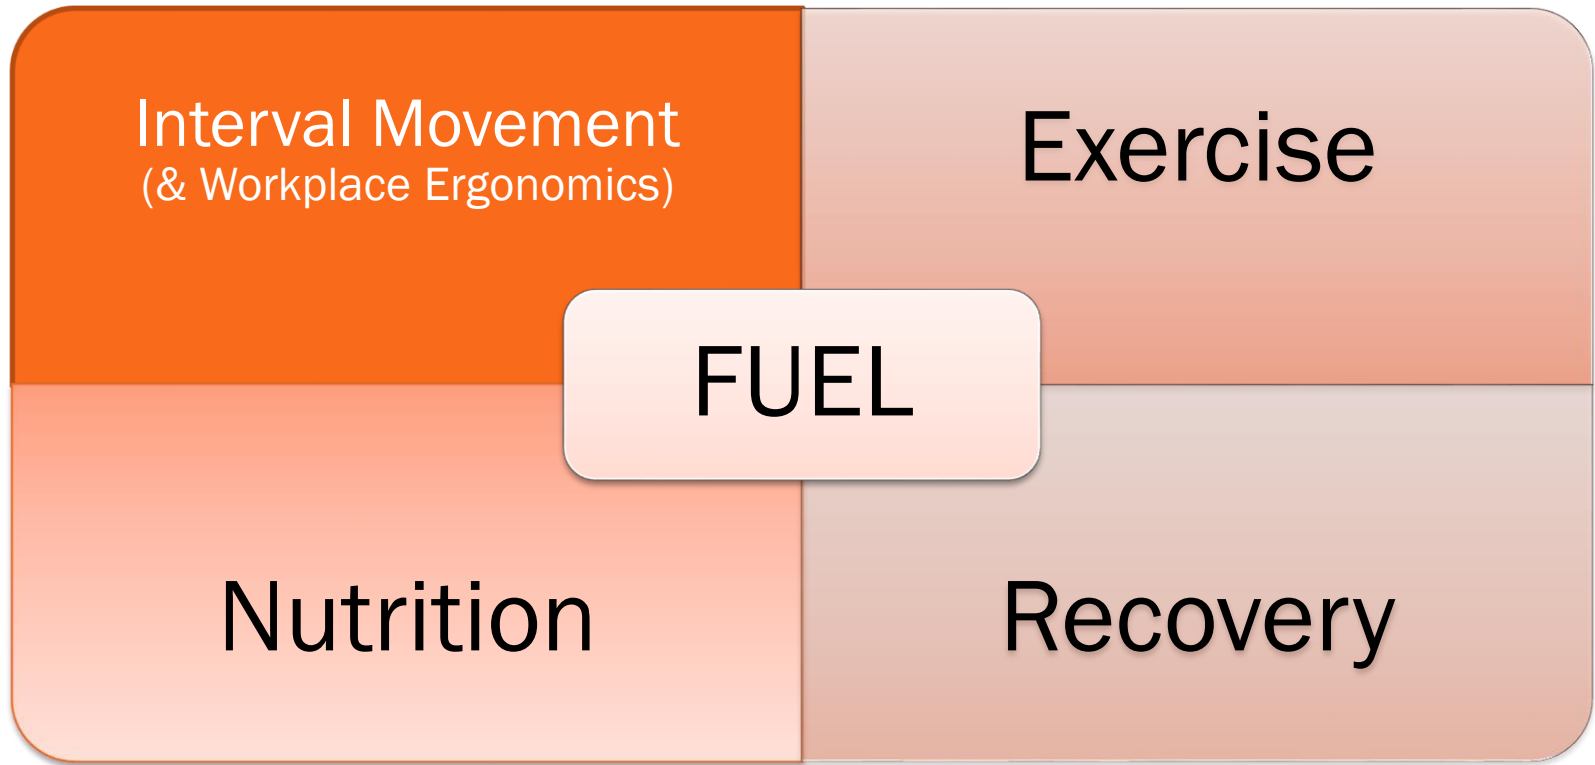 Interval Movement
(& Workplace Ergonomics)
Exercise
FUEL
Nutrition
Recovery